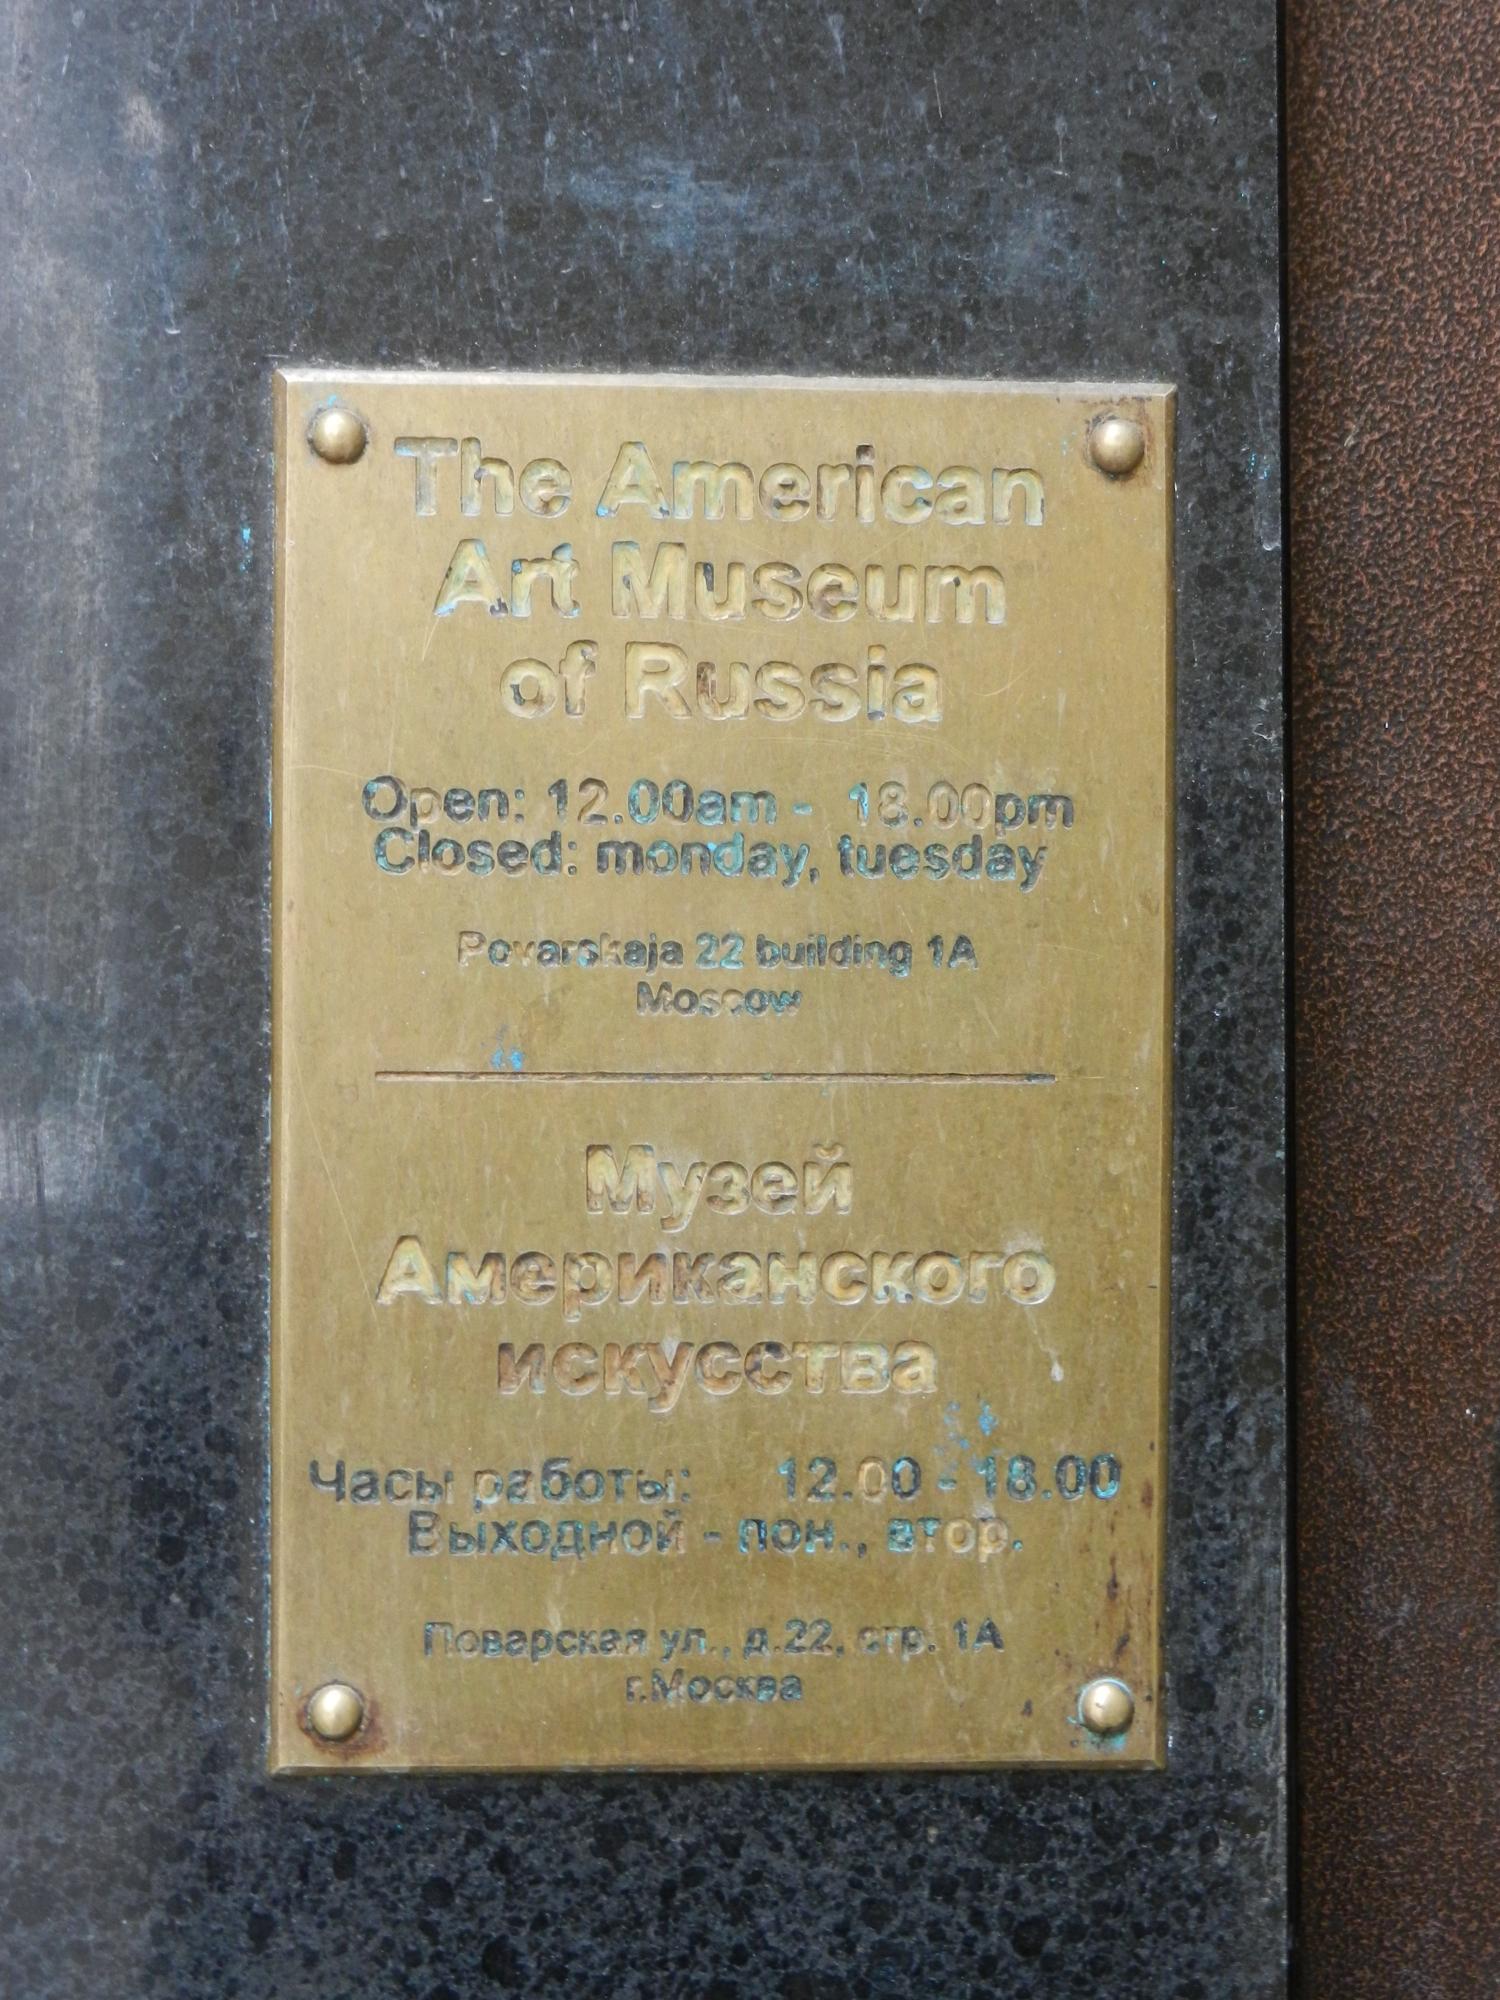 The American
Art Museum
of Russia
Open: 12.00am - 18.00pm
Closed: monday, tuesday
Povarskaja 22 building 1A
Moscow
Музей
Американского
искусства
Часы работы: 12.00 - 18.00
Выходной - пон., втор.
Поварская ул., д.22, стр. 1А
г.Москва